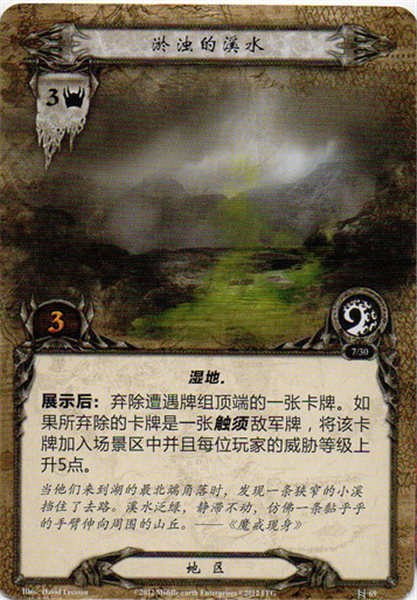 淤浊的溪水
3
3
7/30
湿地.
展示后：弃除遭遇牌组顶端的一张卡牌。如
果所弃除的卡牌是一张触须敌军牌，将该卡
牌加入场景区中并且每位玩家的威胁等级上
升5点。
当他们来到湖的最北端角落时，发现一条狭窄的小溪
挡住了去路。溪水泛绿，静滞不动，仿佛一条黏乎乎
的手臂伸向周围的山丘。——《魔戒现身》
地区
Illus. David Lecossu
©2012 Middle-earth Enterprises ©2012 FFG
69